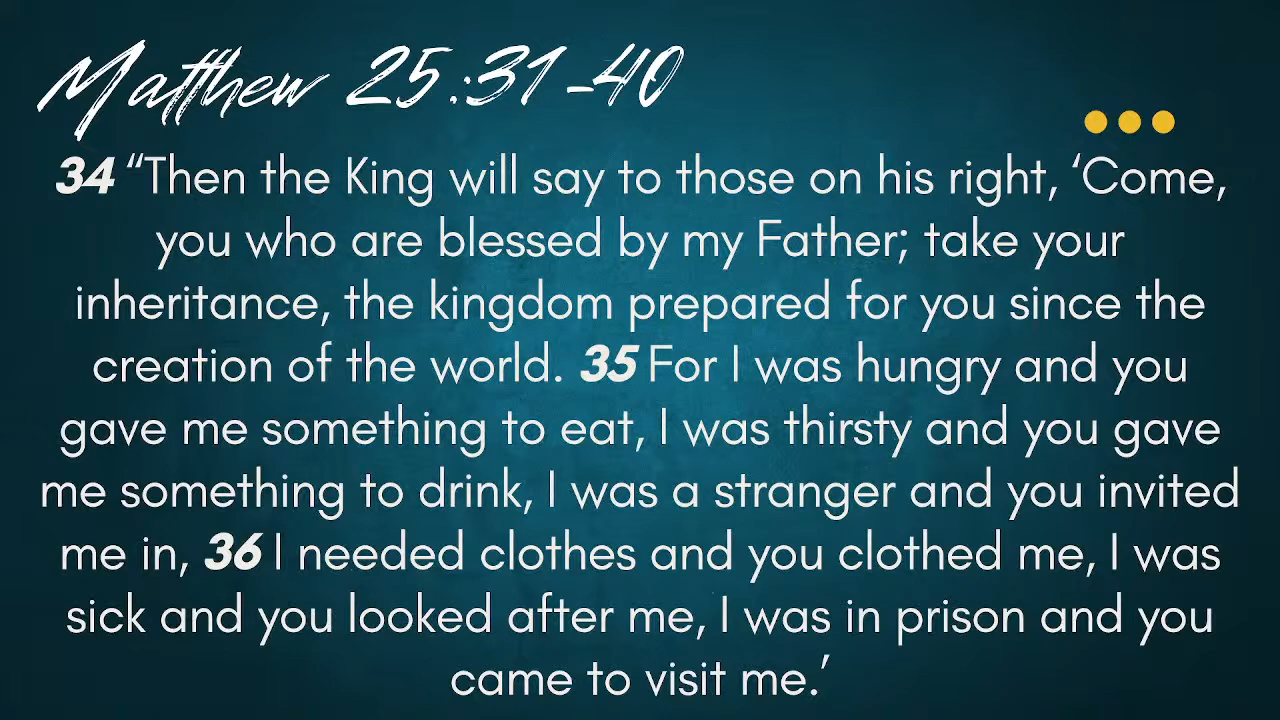 Matthew 25:31-40
34 “Then the King will say to those on his right, ‘Come,
you who are blessed by my Father; take your
inheritance, the kingdom prepared for you since the
creation of the world. 35 For I was hungry and you
gave me something to eat, I was thirsty and you gave
me something to drink, I was a stranger and you invited
me in, 36 I needed clothes and you clothed me, I was
sick and you looked after me, I was in prison and you
came to visit me.’